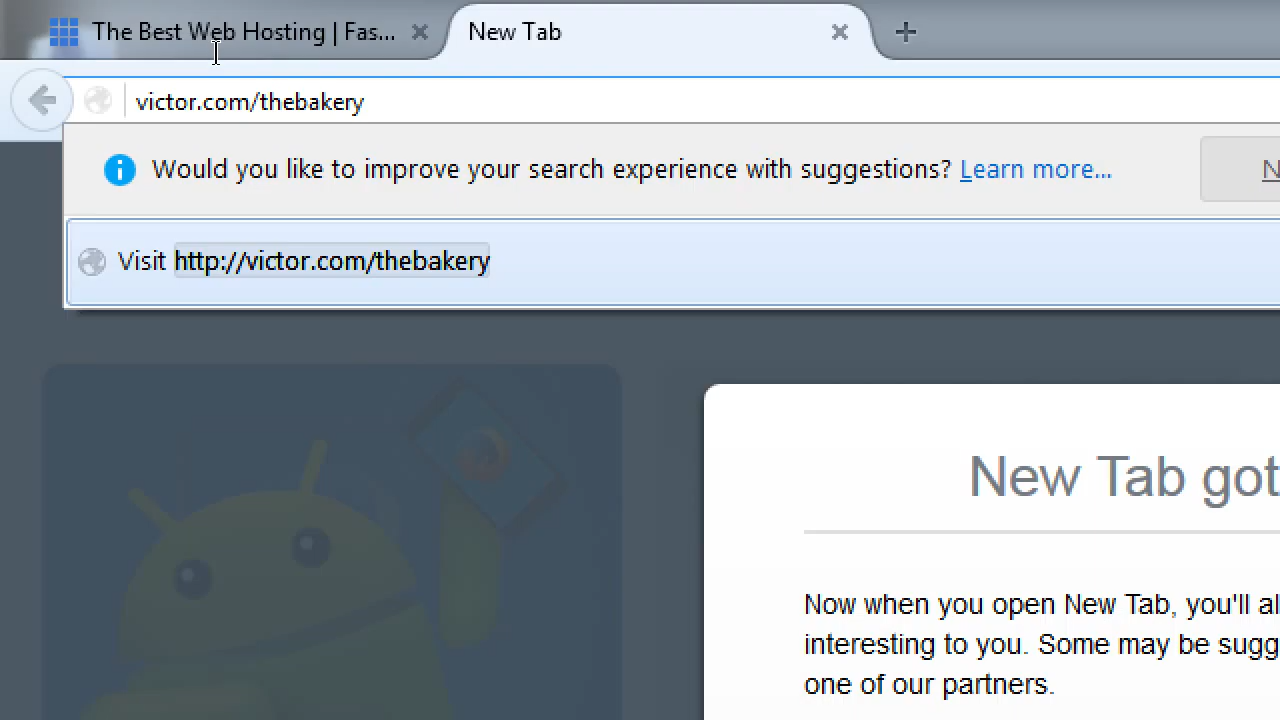 The Best Web Hosting | Fas...
New Tab
victor.com/thebakery
Would you like to improve your search experience with suggestions? Learn more...
N
Visit http://victor.com/thebakery
New Tab got
Now when you open New Tab, you'll al
interesting to you. Some may be sugg
one of our partners.